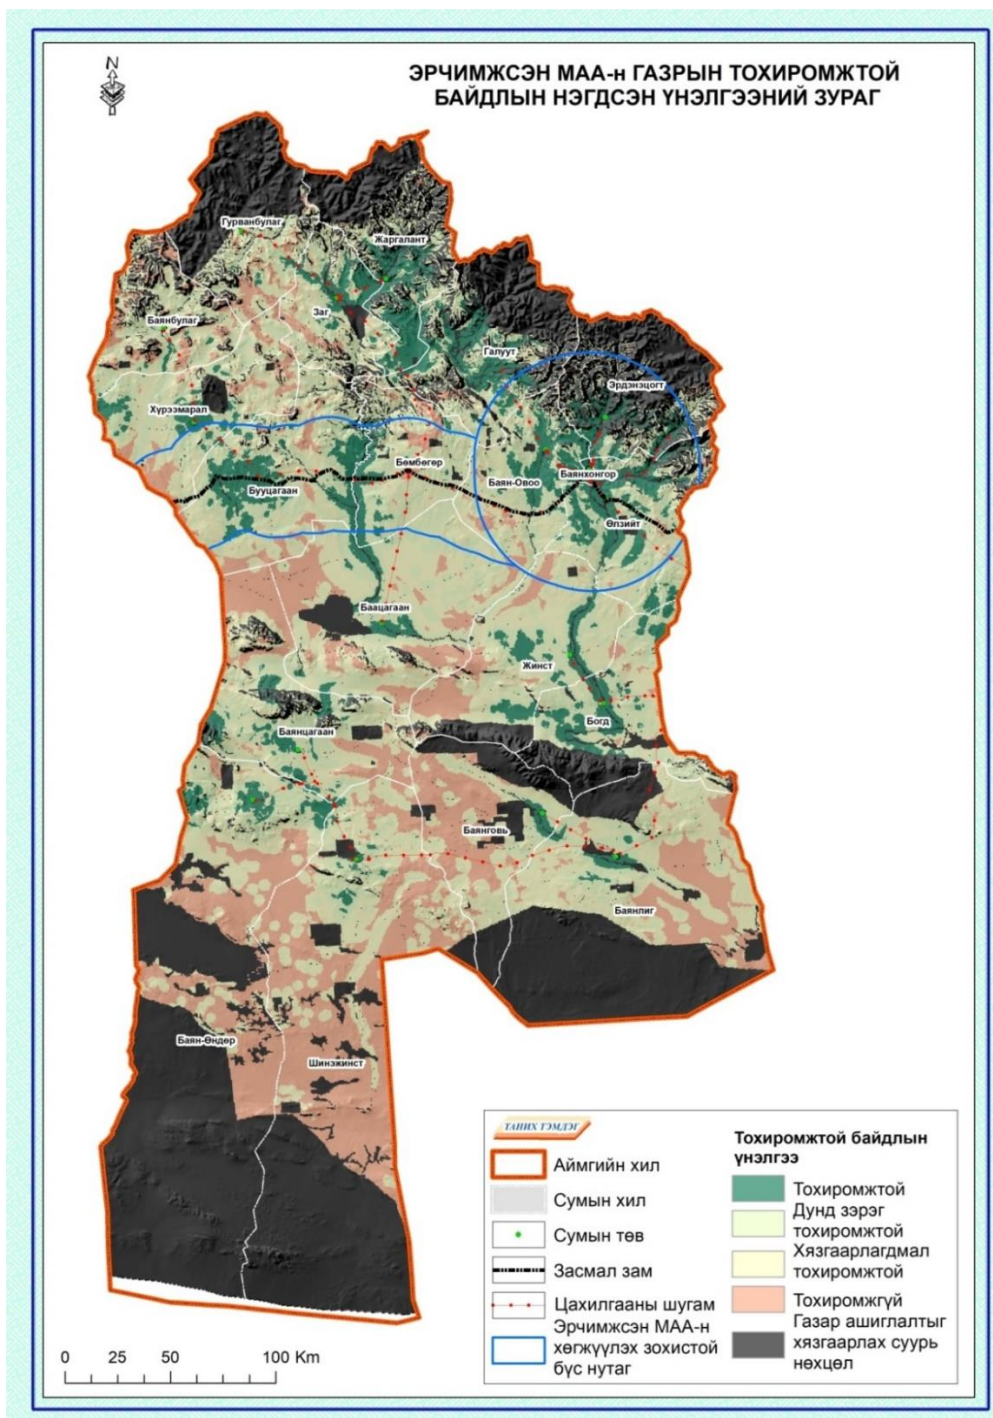 ЭРЧИМЖСЭН МАА-н ГАЗРЫН ТОХИРОМЖТОЙ
БАЙДЛЫН НЭГДСЭН ҮНЭЛГЭЭНИЙ ЗУРАГ
N
Гурванбулаг
Жаргалант
Заг
Баянбулаг
Галуут
Эрдэнэцогт
Хүрээмарал
Бөмбөгөр
Баянхонгор
Баян-Овоо
Бууцагаан
Өлзийт
Баацагаан
Жинст
Богд
Баянцагаан
Баянговь
Баянлиг
Баян-Өндөр
Шинэжинст
ТАНИХ ТЭМДЭГ
Аймгийн хил
Сумын хил
Сумын төв
Засмал зам
Цахилгааны шугам
Эрчимжсэн МАА-н
хөгжүүлэх зохистой
бүс нутаг
Тохиромжтой байдлын
үнэлгээ
Тохиромжтой
Дунд зэрэг
тохиромжтой
Хязгаарлагдмал
тохиромжтой
Тохиромжгүй
Газар ашиглалтыг
хязгаарлах суурь
нөхцөл
0 25 50 100 Km